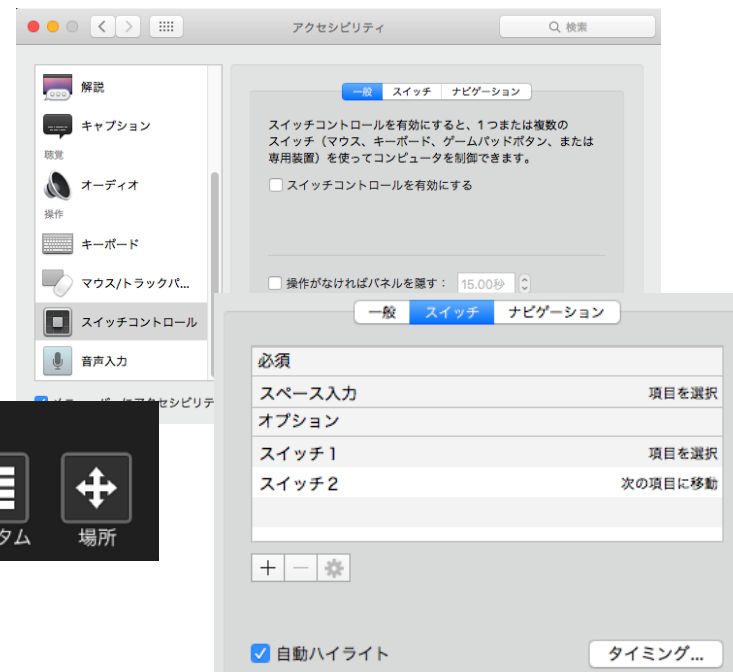 アクセシビリティ
検索
解説
キャプション
聴覚
オーディオ
操作
キーボード
マウス/トラックパ...
スイッチコントロール
音声入力
一般 スイッチ ナビゲーション
スイッチコントロールを有効にすると、1つまたは複数の
スイッチ（マウス、キーボード、ゲームパッドボタン、または
専用装置）を使ってコンピュータを制御できます。
スイッチコントロールを有効にする
操作がなければパネルを隠す： 15.00秒
一般 スイッチ ナビゲーション
必須
スペース入力 項目を選択
オプション
スイッチ1 項目を選択
スイッチ2 次の項目に移動
自動ハイライト タイミング...
タム 場所